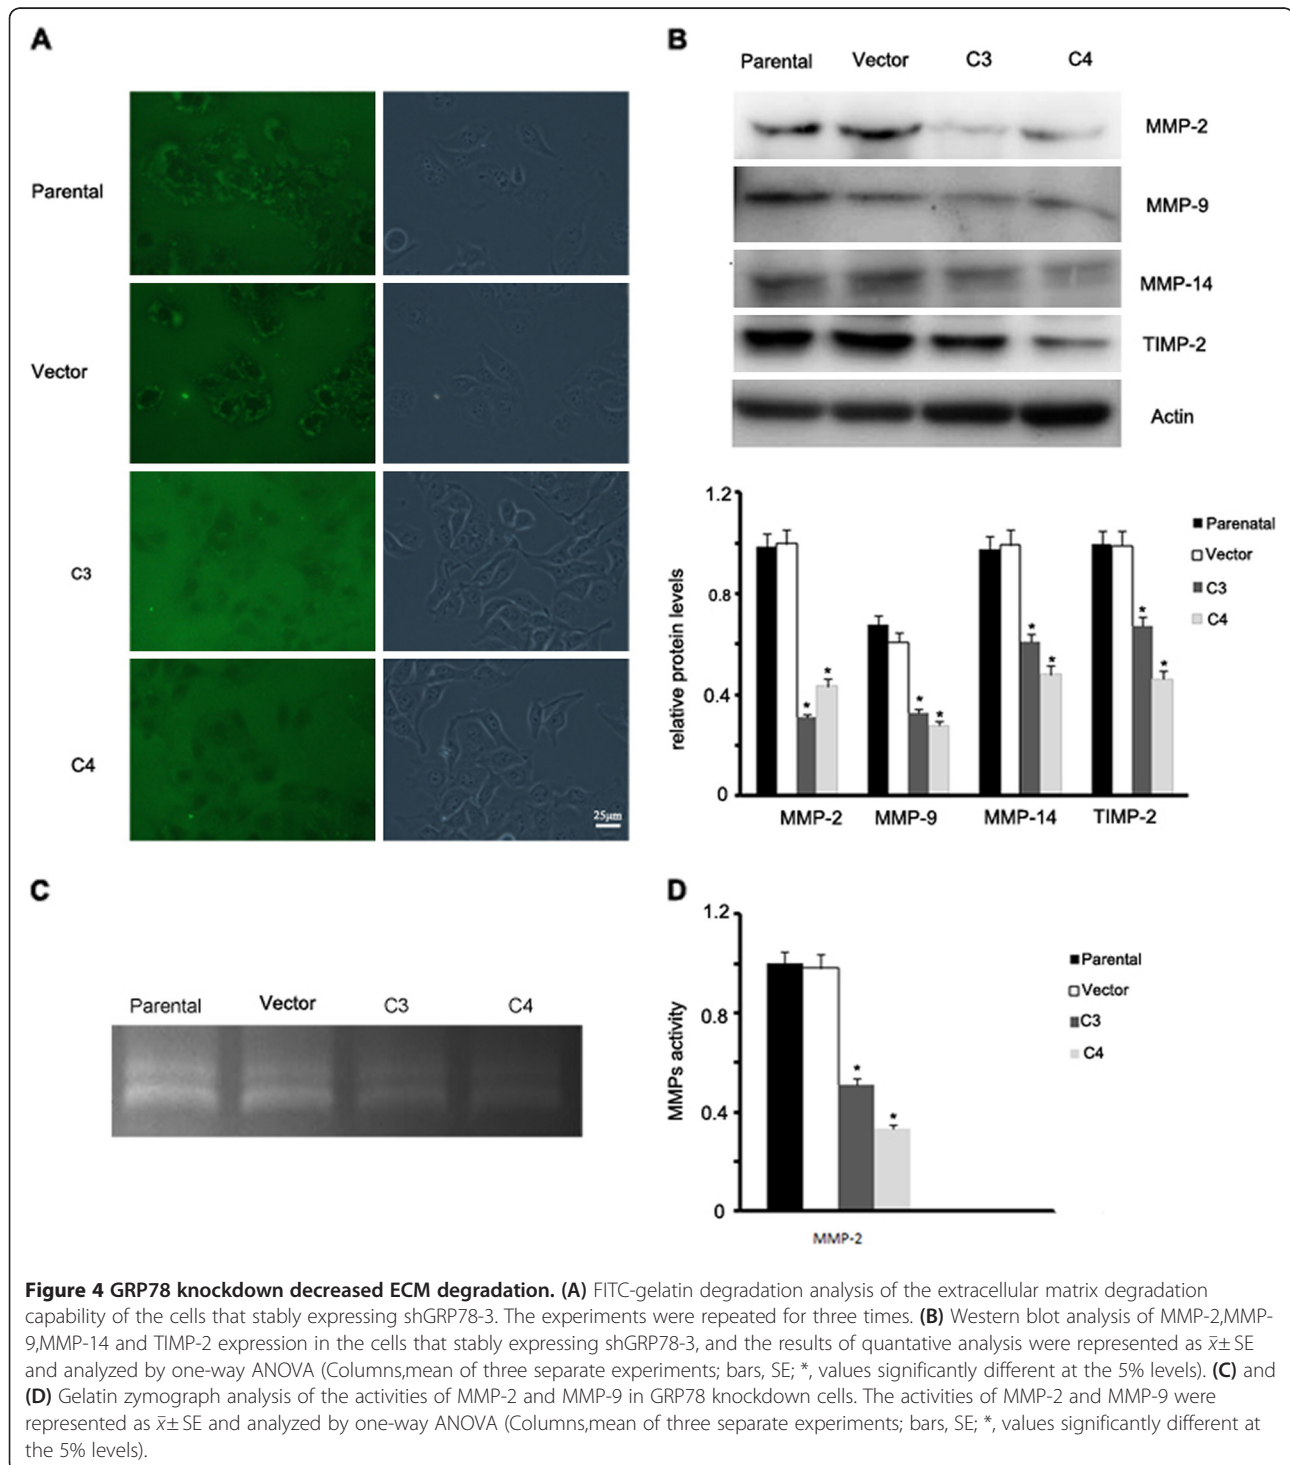 A
Parental
Vector
C3
C4
25μm
B
Parental Vector C3 C4
MMP-2
MMP-9
MMP-14
TIMP-2
Actin
relative protein levels
1.2
0.8
0.4
0
MMP-2 MMP-9 MMP-14 TIMP-2
* * * * * * * *
Parenatal
Vector
C3
C4
C
Parental Vector C3 C4
D
MMPs activity
1.2
0.8
0.4
0
* *
MMP-2
Parental
Vector
C3
C4
Figure 4 GRP78 knockdown decreased ECM degradation. (A) FITC-gelatin degradation analysis of the extracellular matrix degradation
capability of the cells that stably expressing shGRP78-3. The experiments were repeated for three times. (B) Western blot analysis of MMP-2,MMP-
9,MMP-14 and TIMP-2 expression in the cells that stably expressing shGRP78-3, and the results of quantative analysis were represented as x̄± SE
and analyzed by one-way ANOVA (Columns,mean of three separate experiments; bars, SE; *, values significantly different at the 5% levels). (C) and
(D) Gelatin zymograph analysis of the activities of MMP-2 and MMP-9 in GRP78 knockdown cells. The activities of MMP-2 and MMP-9 were
represented as x̄± SE and analyzed by one-way ANOVA (Columns,mean of three separate experiments; bars, SE; *, values significantly different at
the 5% levels).